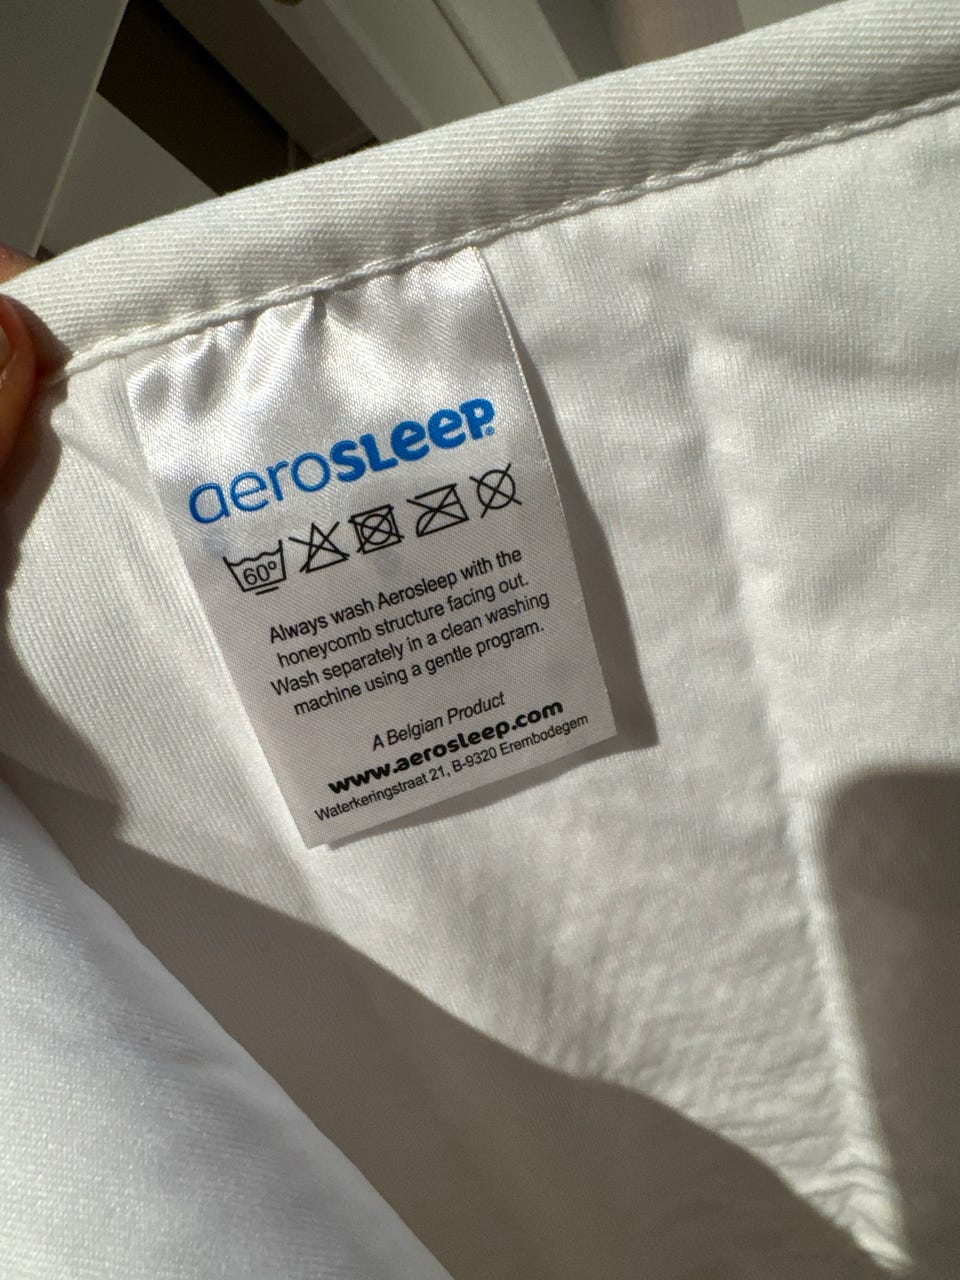 aerosleep®
60°
Always wash Aerosleep with the
honeycomb structure facing out.
Wash separately in a clean washing
machine using a gentle program.
A Belgian Product
www.aerosleep.com
Waterkeringstraat 21, B-9320 Erembodegem